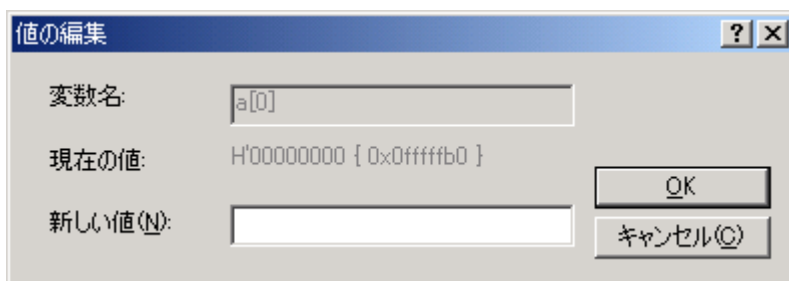 値の編集
変数名: a[0]
現在の値: H'00000000 { 0x0fffffb0 }
OK
新しい値(N):
キャンセル(C)